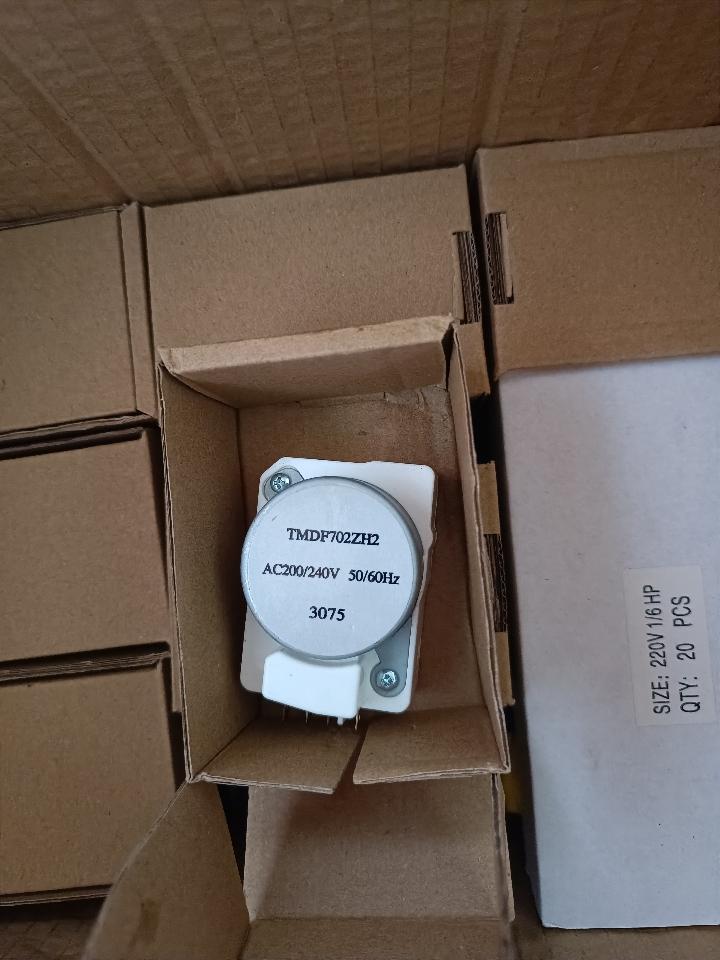 TMDF702ZH2
AC200/240V 50/60Hz
3075
SIZE: 220V 1/6 HP
QTY: 20 PCS